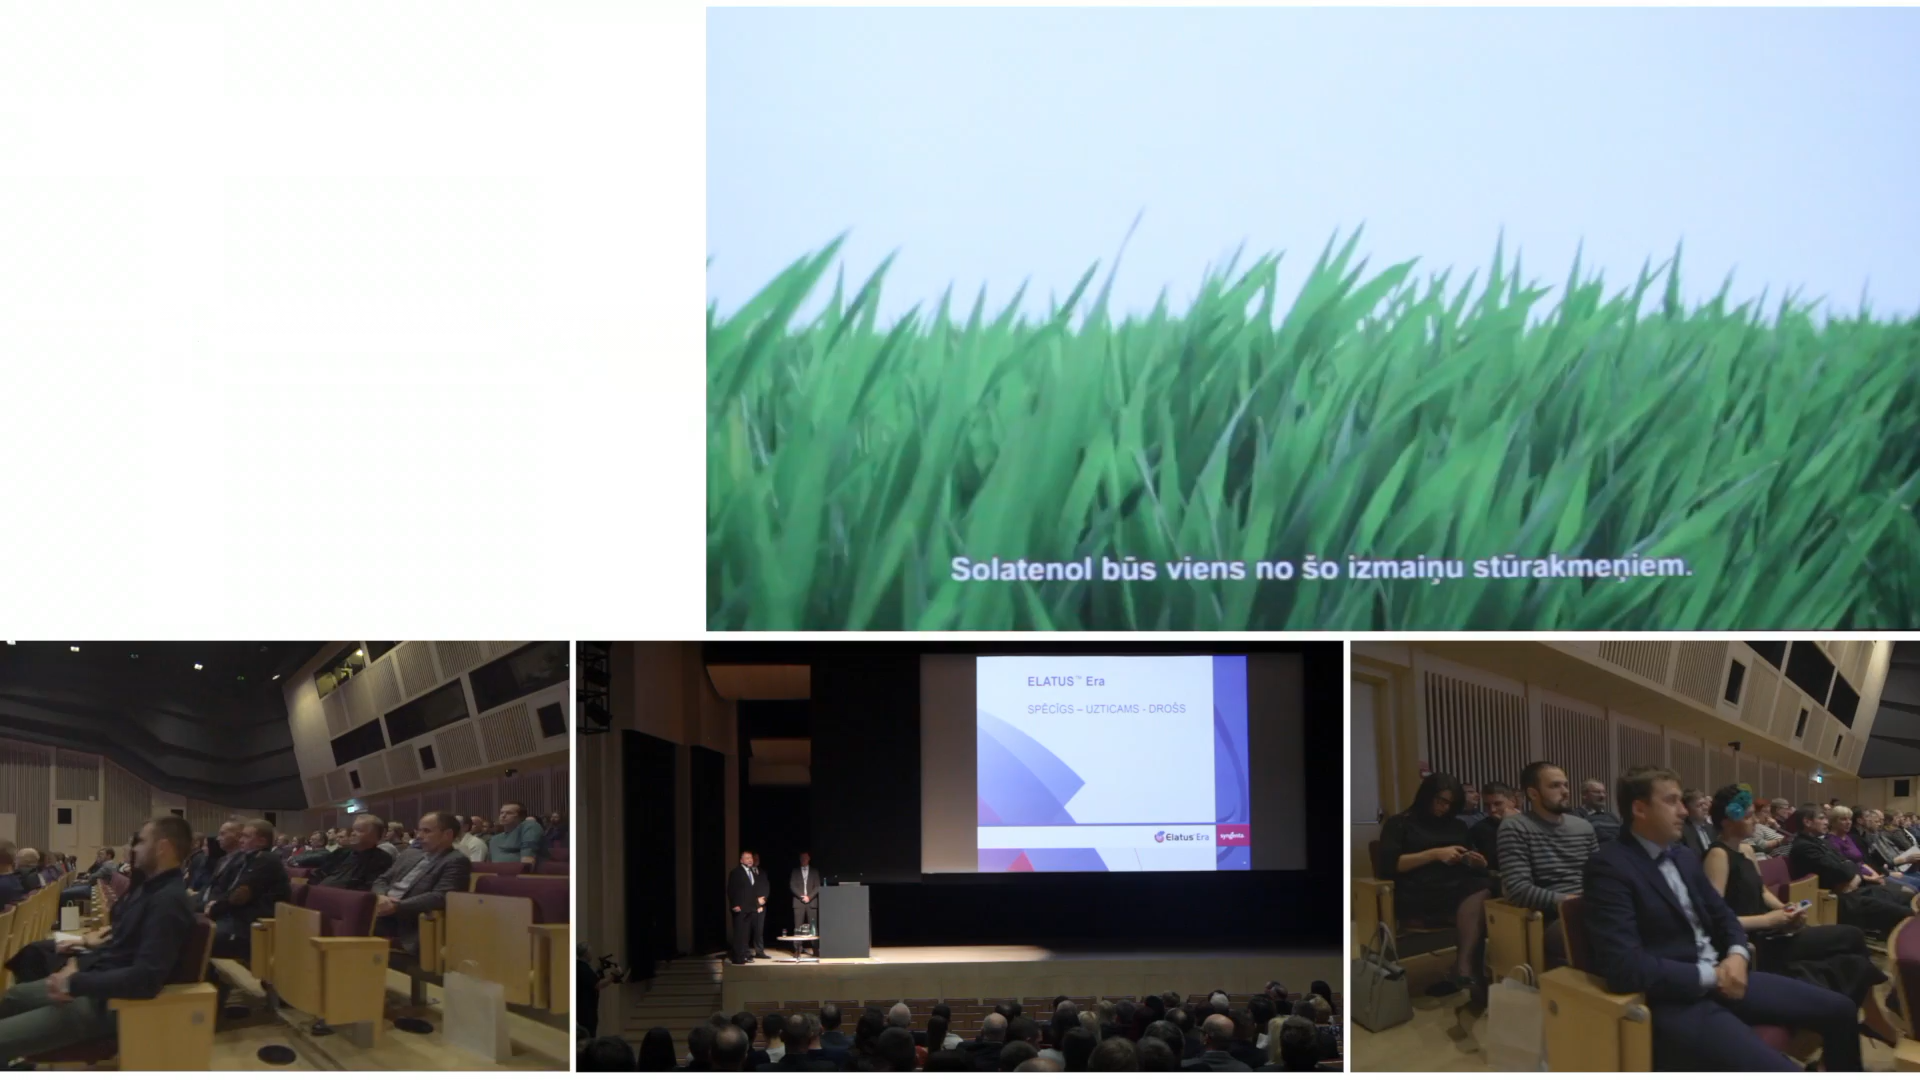 Solatenol būs viens no šo izmaiņu stūrakmeņiem.
ELATUS™ Era
SPĒCĪGS – UZTICAMS - DROŠS
Elatus Era
syngenta